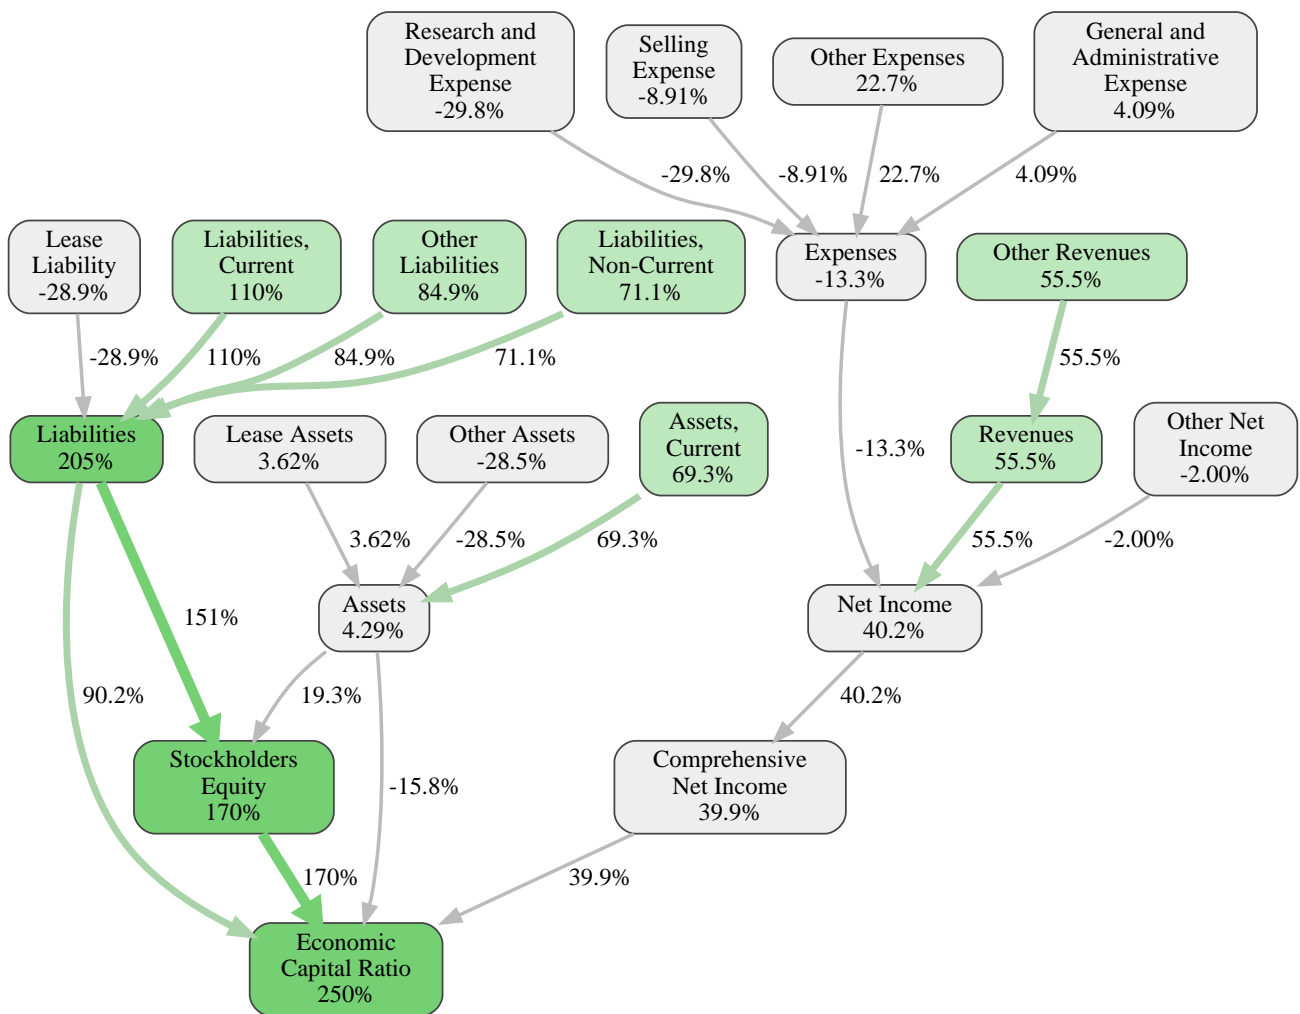 Research and
Development
Expense
-29.8%
Selling
Expense
-8.91%
Other Expenses
22.7%
General and
Administrative
Expense
4.09%
-29.8%
-8.91%
22.7%
4.09%
Lease
Liability
-28.9%
Liabilities,
Current
110%
Other
Liabilities
84.9%
Liabilities,
Non-Current
71.1%
Expenses
-13.3%
Other Revenues
55.5%
-28.9%
110%
84.9%
71.1%
55.5%
Liabilities
205%
Lease Assets
3.62%
Other Assets
-28.5%
Assets,
Current
69.3%
-13.3%
Revenues
55.5%
Other Net
Income
-2.00%
3.62%
-28.5%
69.3%
55.5%
-2.00%
151%
Assets
4.29%
Net Income
40.2%
90.2%
19.3%
40.2%
Stockholders
Equity
170%
-15.8%
Comprehensive
Net Income
39.9%
170%
39.9%
Economic
Capital Ratio
250%